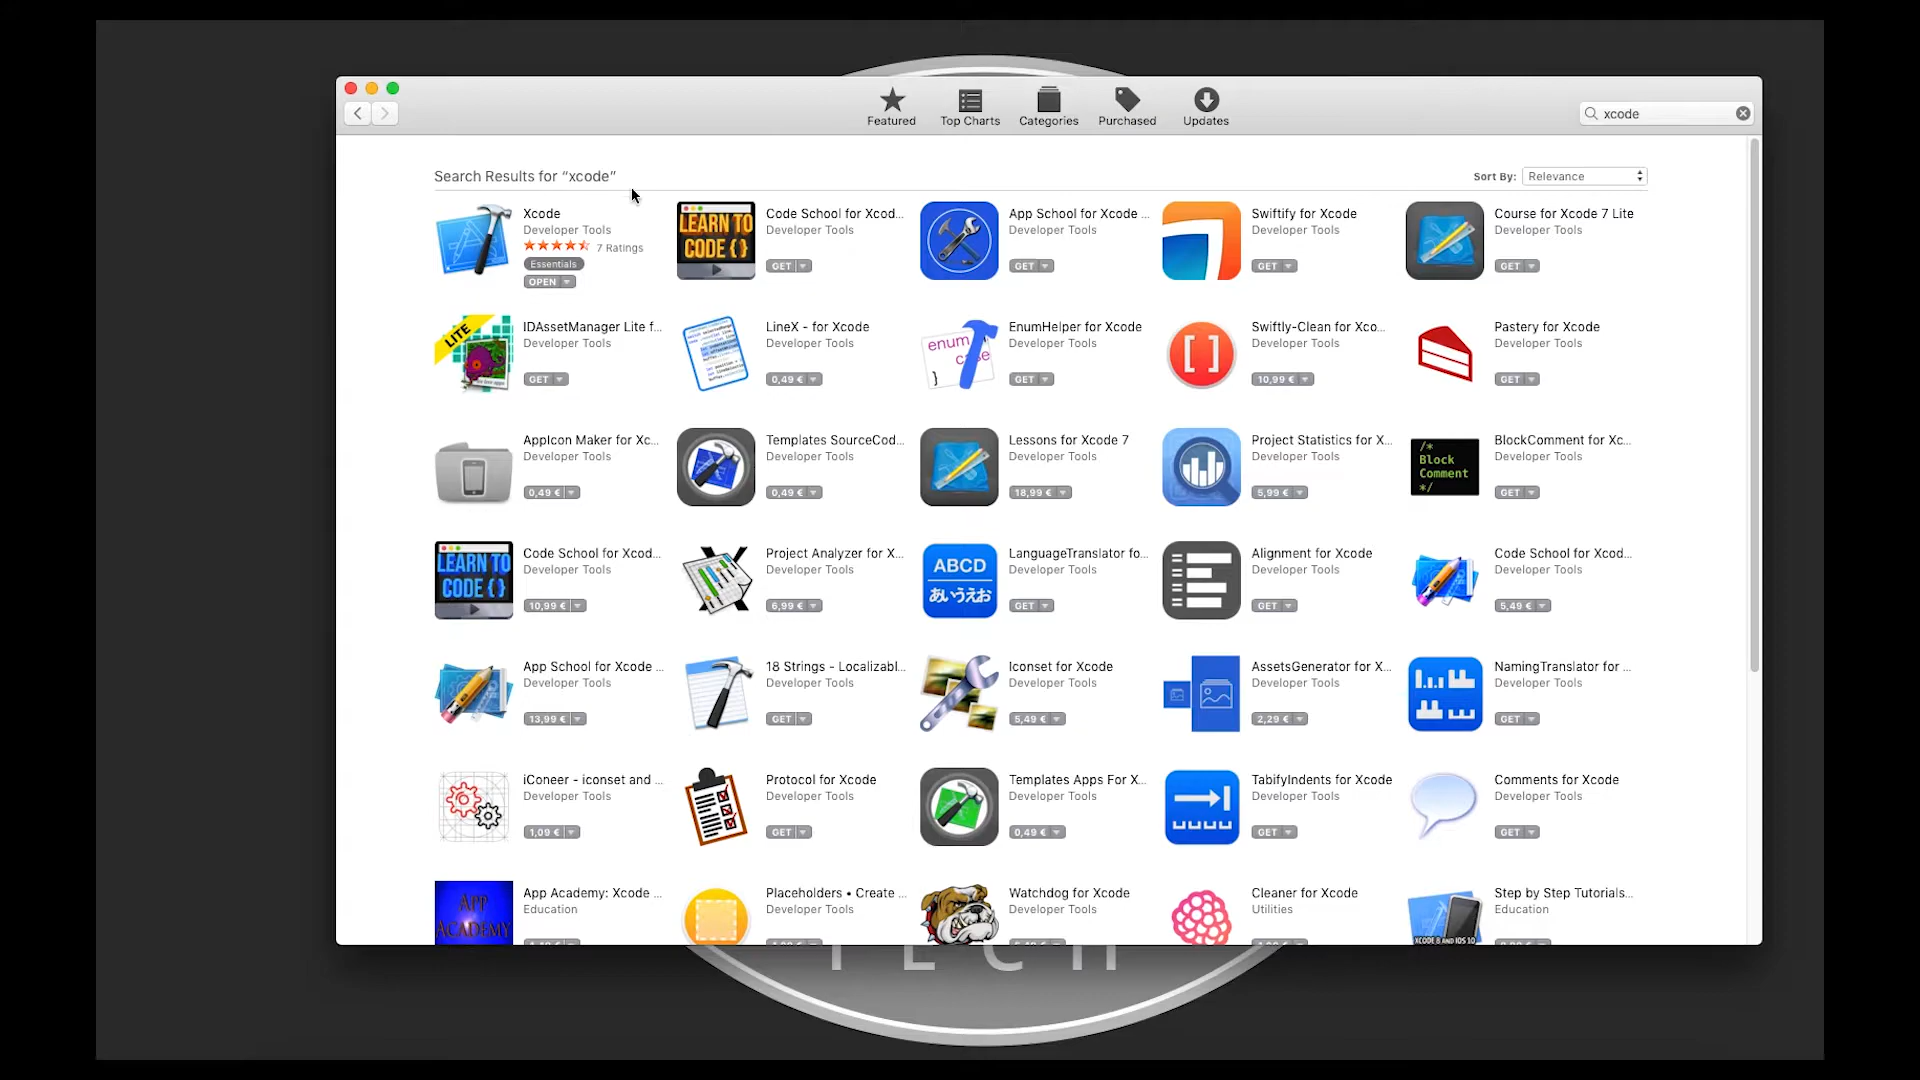 Featured
Top Charts
Categories
Purchased
Updates
xcode
Search Results for “xcode”
Sort By: Relevance
Xcode
Developer Tools
7 Ratings
Essentials
OPEN
LEARN TO
CODE {}
Code School for Xcod...
Developer Tools
GET
App School for Xcode ...
Developer Tools
GET
Swiftify for Xcode
Developer Tools
GET
Course for Xcode 7 Lite
Developer Tools
GET
LITE
IDAssetManager Lite f...
Developer Tools
GET
LineX - for Xcode
Developer Tools
0,49 €
enum
case
}
EnumHelper for Xcode
Developer Tools
GET
[ ]
Swiftly-Clean for Xco...
Developer Tools
10,99 €
Pastery for Xcode
Developer Tools
GET
AppIcon Maker for Xc...
Developer Tools
0,49 €
Templates SourceCod...
Developer Tools
0,49 €
Lessons for Xcode 7
Developer Tools
18,99 €
Project Statistics for X...
Developer Tools
5,99 €
/*
Block
Comment
*/
BlockComment for Xc...
Developer Tools
GET
LEARN TO
CODE {}
Code School for Xcod...
Developer Tools
10,99 €
Project Analyzer for X...
Developer Tools
6,99 €
ABCD
あいうえお
LanguageTranslator fo...
Developer Tools
GET
Alignment for Xcode
Developer Tools
GET
Code School for Xcod...
Developer Tools
5,49 €
App School for Xcode ...
Developer Tools
13,99 €
18 Strings - Localizabl...
Developer Tools
GET
Iconset for Xcode
Developer Tools
5,49 €
AssetsGenerator for X...
Developer Tools
2,29 €
NamingTranslator for ...
Developer Tools
GET
iConeer - iconset and ...
Developer Tools
1,09 €
Protocol for Xcode
Developer Tools
GET
Templates Apps For X...
Developer Tools
0,49 €
TabifyIndents for Xcode
Developer Tools
GET
Comments for Xcode
Developer Tools
GET
APP
ACADEMY
App Academy: Xcode ...
Education
Placeholders • Create ...
Developer Tools
Watchdog for Xcode
Developer Tools
Cleaner for Xcode
Utilities
XCODE 8 AND IOS 10
Step by Step Tutorials...
Education
TECH